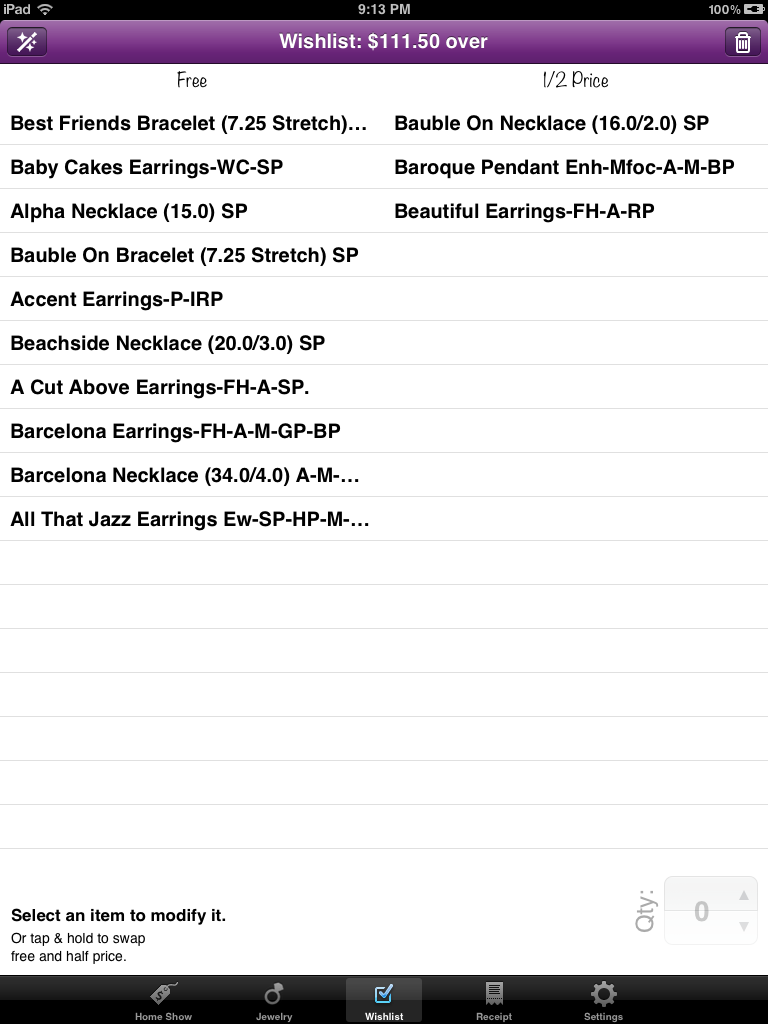 iPad 9:13 PM 100%
Wishlist: $111.50 over
Free 1/2 Price
Best Friends Bracelet (7.25 Stretch)… Bauble On Necklace (16.0/2.0) SP
Baby Cakes Earrings-WC-SP Baroque Pendant Enh-Mfoc-A-M-BP
Alpha Necklace (15.0) SP Beautiful Earrings-FH-A-RP
Bauble On Bracelet (7.25 Stretch) SP
Accent Earrings-P-IRP
Beachside Necklace (20.0/3.0) SP
A Cut Above Earrings-FH-A-SP.
Barcelona Earrings-FH-A-M-GP-BP
Barcelona Necklace (34.0/4.0) A-M-…
All That Jazz Earrings Ew-SP-HP-M-…
Select an item to modify it.
Or tap & hold to swap
free and half price.
Qty: 0
Home Show Jewelry Wishlist Receipt Settings